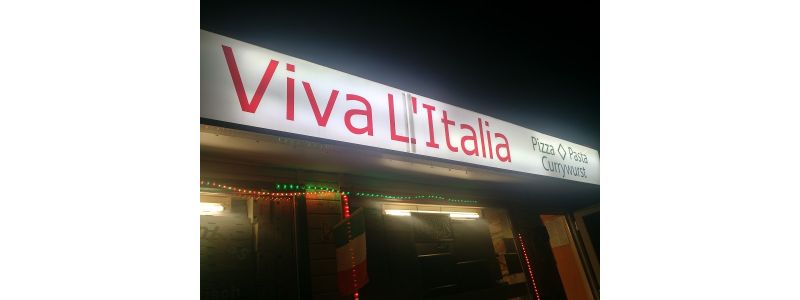 Viva L'Italia
Pizza ◇ Pasta
Currywurst